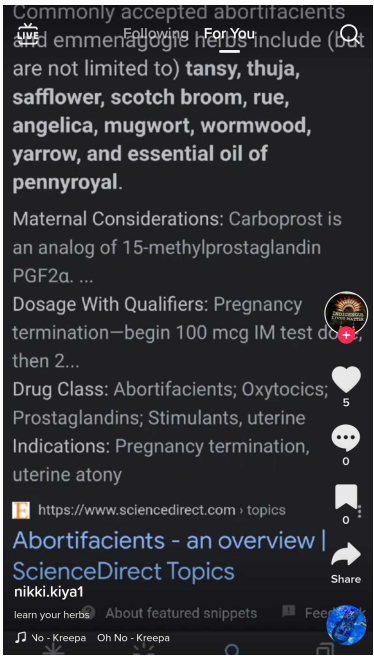 Commonly accepted abortifacients
LIVE
Following For You
and emmenagogic herbs include (but
are not limited to) tansy, thuja,
safflower, scotch broom, rue,
angelica, mugwort, wormwood,
yarrow, and essential oil of
pennyroyal.
Maternal Considerations: Carboprost is
an analog of 15-methylprostaglandin
PGF2α. ...
Dosage With Qualifiers: Pregnancy
termination—begin 100 mcg IM test
then 2...
Drug Class: Abortifacients; Oxytocics;
Prostaglandins; Stimulants, uterine
Indications: Pregnancy termination,
uterine atony
INDIGENOUS
LIVES MATTER
5
0
0
Share
E
https://www.sciencedirect.com › topics
Abortifacients - an overview |
ScienceDirect Topics
nikki.kiya1
learn your herbs
About featured snippets
No - Kreepa Oh No - Kreepa